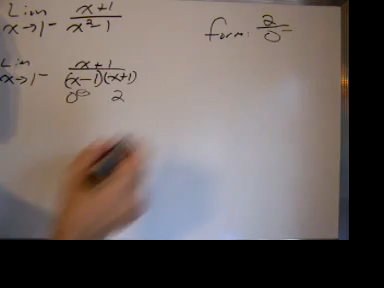 Lim x→1⁻ x+1 / x²-1
form: 2 / 0⁻
Lim x→1⁻ x+1 / (x-1)(x+1)
0⊖ 2